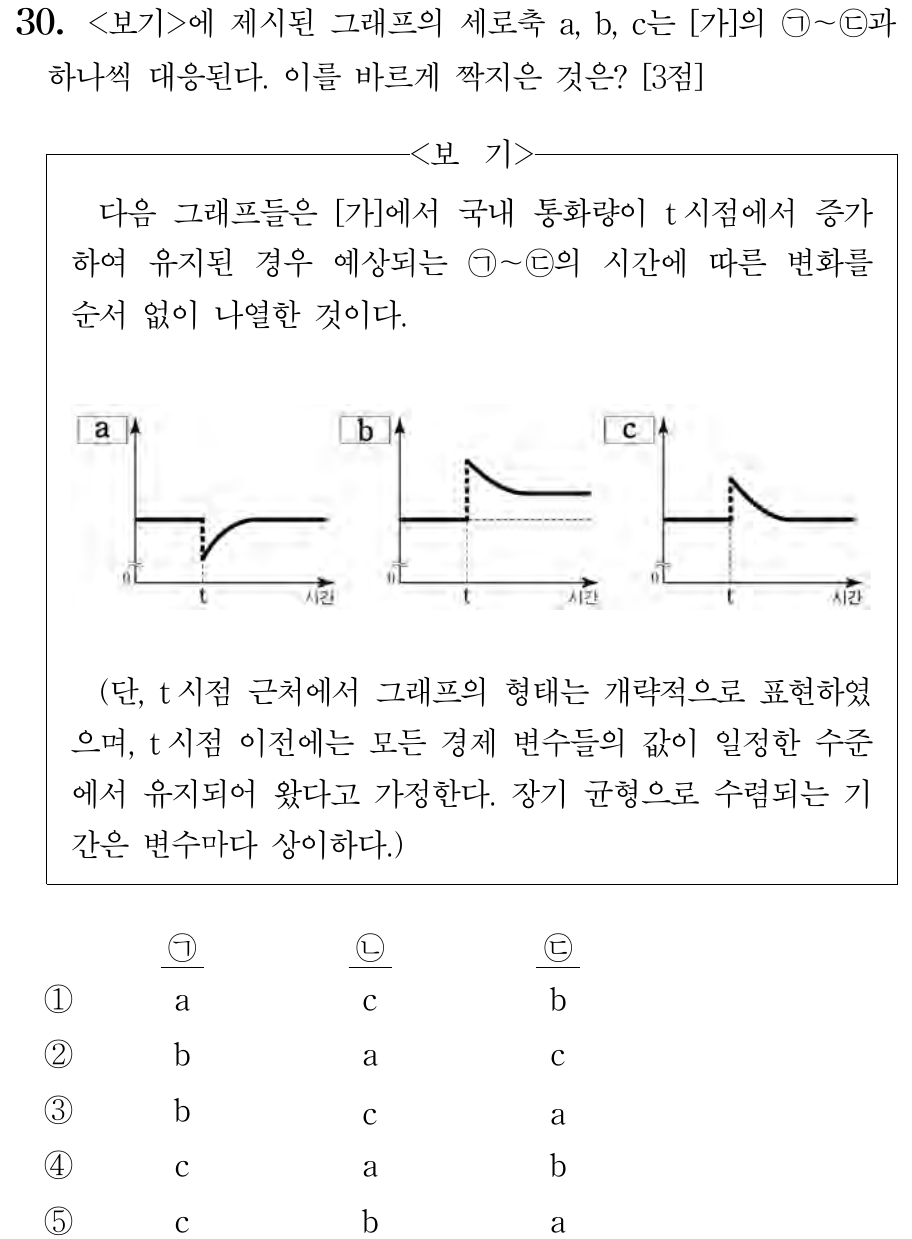 30. <보기>에 제시된 그래프의 세로축 a, b, c는 [가]의 ㉠~㉢과
하나씩 대응된다. 이를 바르게 짝지은 것은? [3점]
<보 기>
다음 그래프들은 [가]에서 국내 통화량이 t시점에서 증가
하여 유지된 경우 예상되는 ㉠~㉢의 시간에 따른 변화를
순서 없이 나열한 것이다.
a b c
0 t 시간 0 t 시간 0 t 시간
(단, t시점 근처에서 그래프의 형태는 개략적으로 표현하였
으며, t시점 이전에는 모든 경제 변수들의 값이 일정한 수준
에서 유지되어 왔다고 가정한다. 장기 균형으로 수렴되는 기
간은 변수마다 상이하다.)
㉠ ㉡ ㉢
① a c b
② b a c
③ b c a
④ c a b
⑤ c b a